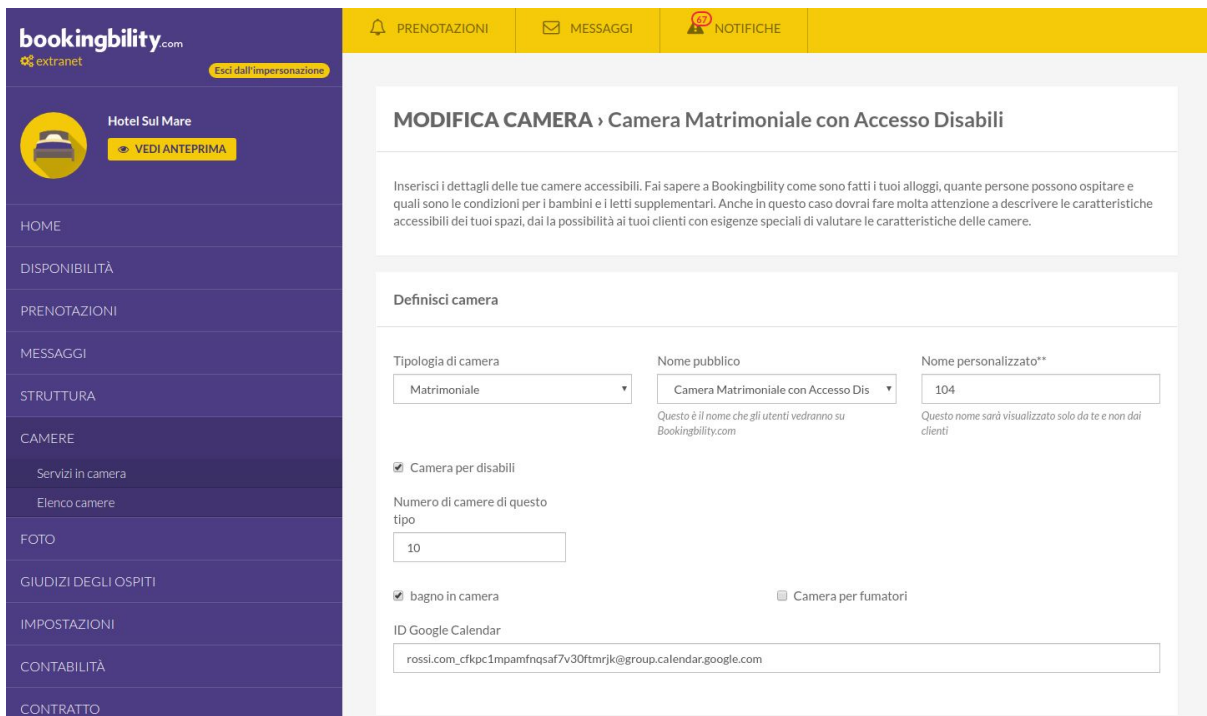 bookingbility.com
extranet
Esci dall'impersonazione
PRENOTAZIONI
MESSAGGI
67
NOTIFICHE
Hotel Sul Mare
VEDI ANTEPRIMA
HOME
DISPONIBILITÀ
PRENOTAZIONI
MESSAGGI
STRUTTURA
CAMERE
Servizi in camera
Elenco camere
FOTO
GIUDIZI DEGLI OSPITI
IMPOSTAZIONI
CONTABILITÀ
CONTRATTO
MODIFICA CAMERA › Camera Matrimoniale con Accesso Disabili
Inserisci i dettagli delle tue camere accessibili. Fai sapere a Bookingbility come sono fatti i tuoi alloggi, quante persone possono ospitare e
quali sono le condizioni per i bambini e i letti supplementari. Anche in questo caso dovrai fare molta attenzione a descrivere le caratteristiche
accessibili dei tuoi spazi, dai la possibilità ai tuoi clienti con esigenze speciali di valutare le caratteristiche delle camere.
Definisci camera
Tipologia di camera
Matrimoniale
Nome pubblico
Camera Matrimoniale con Accesso Dis
Questo è il nome che gli utenti vedranno su
Bookingbility.com
Nome personalizzato**
104
Questo nome sarà visualizzato solo da te e non dai
clienti
Camera per disabili
Numero di camere di questo
tipo
10
bagno in camera
Camera per fumatori
ID Google Calendar
rossi.com_cfkpc1mpamfnqsaf7v30ftmrjk@group.calendar.google.com